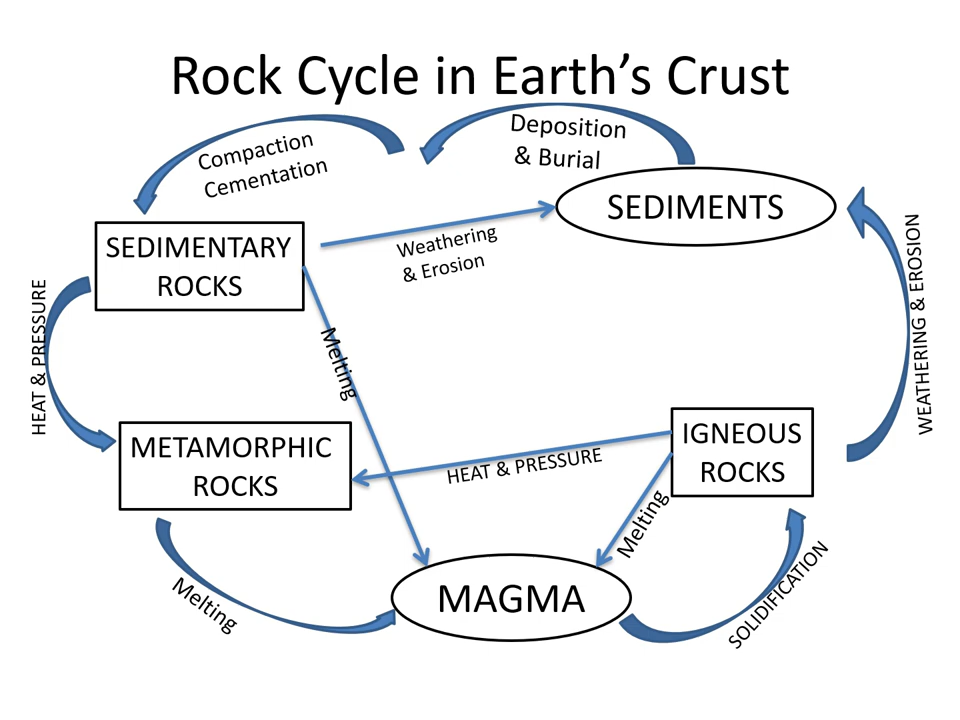 Rock Cycle in Earth's Crust
Compaction
Cementation
Deposition
& Burial
SEDIMENTS
SEDIMENTARY
ROCKS
Weathering
& Erosion
WEATHERING & EROSION
HEAT & PRESSURE
Melting
METAMORPHIC
ROCKS
HEAT & PRESSURE
IGNEOUS
ROCKS
Melting
Melting
MAGMA
SOLIDIFICATION